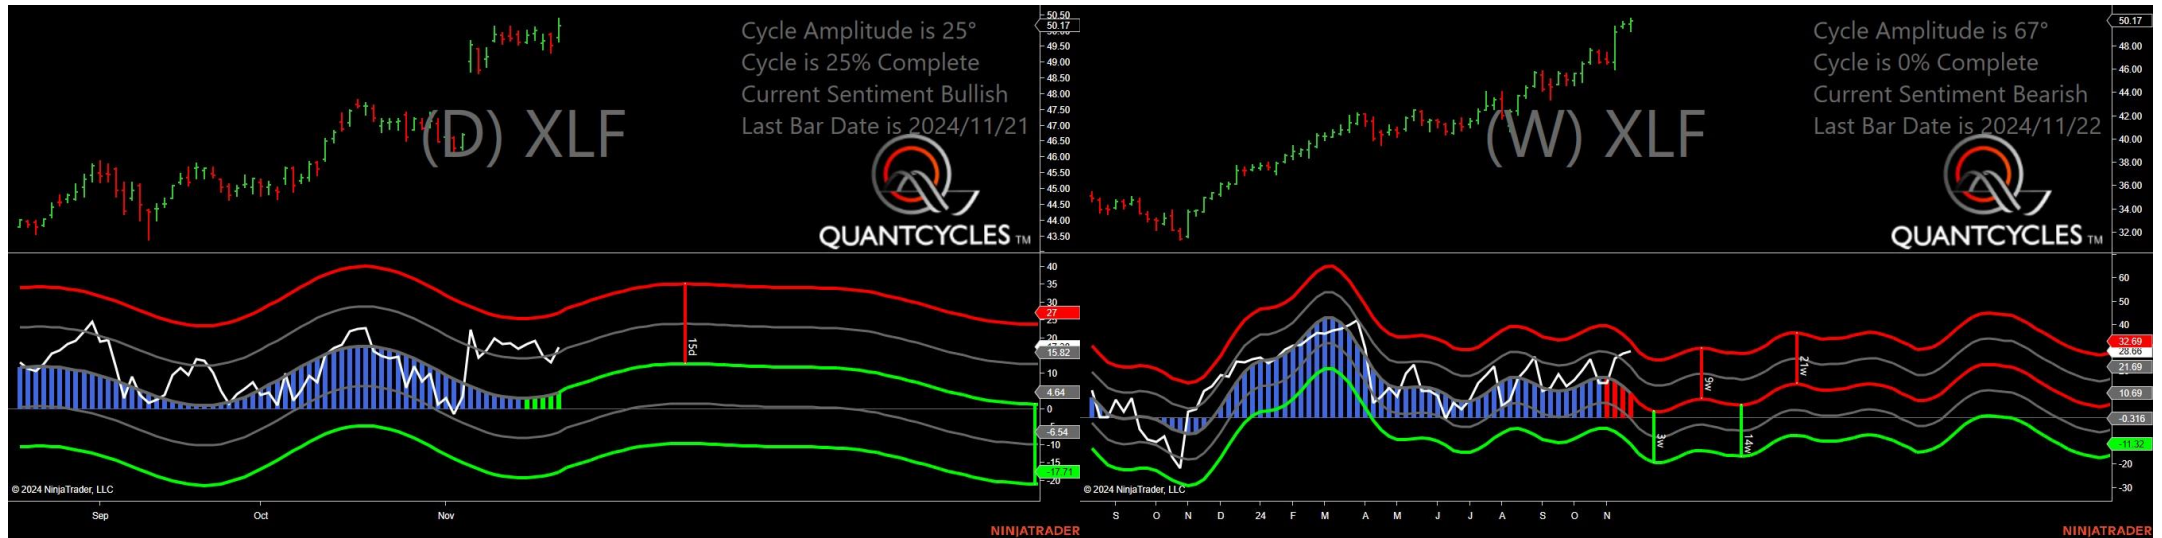 Cycle Amplitude is 25°
Cycle is 25% Complete
Current Sentiment Bullish
Last Bar Date is 2024/11/21
(D) XLF
QUANTCYCLES TM
50.50
50.17
49.50
49.00
48.50
48.00
47.50
47.00
46.50
46.00
45.50
45.00
44.50
44.00
43.50
40
35
30
27
25
20
15.82
10
4.64
0
-6.54
-10
-15
-17.71
-20
15d
© 2024 NinjaTrader, LLC
Sep
Oct
Nov
NINJATRADER
Cycle Amplitude is 67°
Cycle is 0% Complete
Current Sentiment Bearish
Last Bar Date is 2024/11/22
(W) XLF
QUANTCYCLES TM
50.17
48.00
46.00
44.00
42.00
40.00
38.00
36.00
34.00
32.00
60
50
40
32.69
28.66
21.69
10.69
-0.316
-11.32
-20
-30
9w
21w
3w
14w
© 2024 NinjaTrader, LLC
S
O
N
D
24
F
M
A
M
J
J
A
S
O
N
NINJATRADER